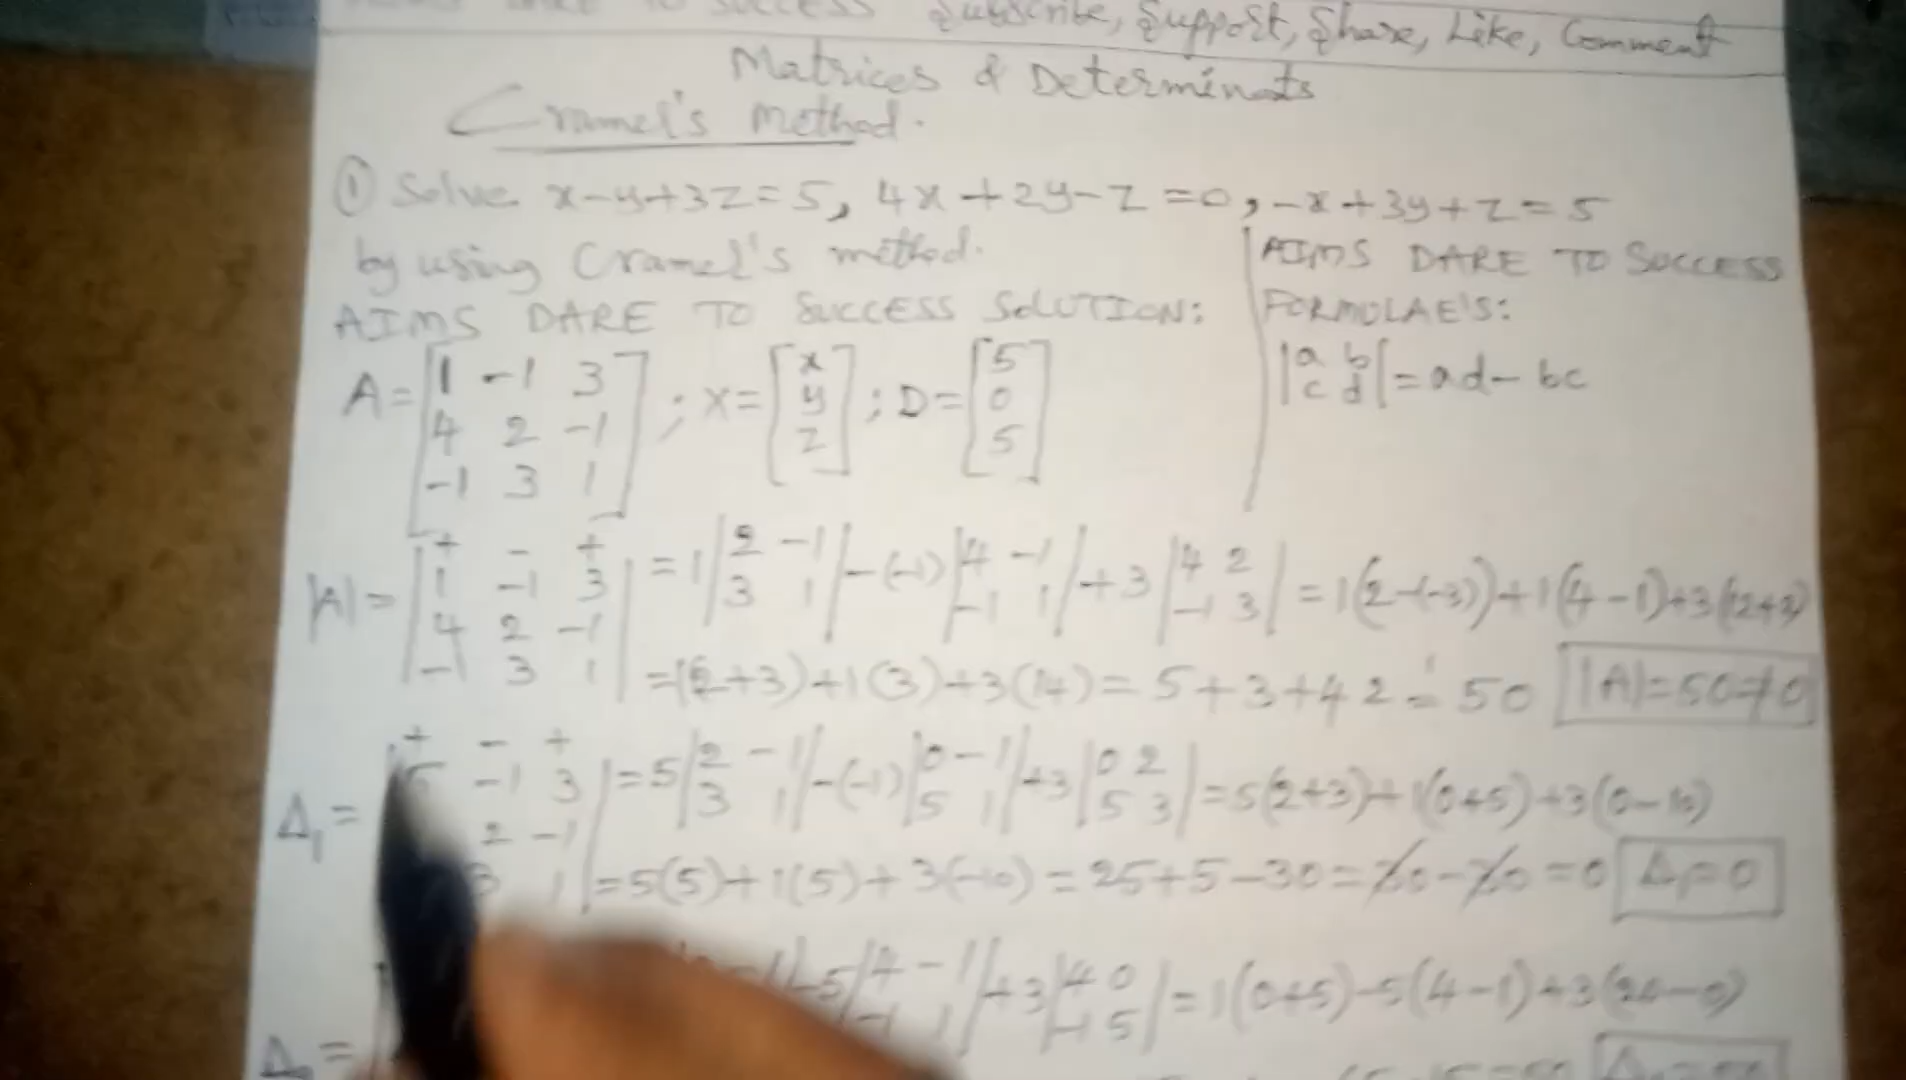 SUCCESS Subscribe, Support, Share, Like, Comment
Matrices & Determinats
Cramel's method.
① Solve x-y+3z=5, 4x+2y-z=0, -x+3y+z=5
by using Cramel's method.
AIMS DARE TO SUCCESS
AIMS DARE TO SUCCESS SOLUTION:
FORMULAE'S:
A=[1 -1 3; X=[x ; D=[5
4 2 -1 y 0
-1 3 1] z] 5]
|a b
c d|=ad-bc
+ - +
|A|=|1 -1 3
4 2 -1
-1 3 1|
=1|2 -1 3 1|-(-1)|4 -1 -1 1|+3|4 2 -1 3|=1(2-(-3))+1(4-1)+3(12+2)
=1(2+3)+1(3)+3(14)=5+3+42=50 |A|=50≠0
+ - +
Δ₁= 5 -1 3
2 -1
3 1
=5|2 -1 3 1|-(-1)|0 -1 5 1|+3|0 2 5 3|=5(2+3)+1(0+5)+3(0-10)
=5(5)+1(5)+3(-10)=25+5-30=30-30=0 Δ₁=0
-5|4 -1 -1 1|+3|4 0 -1 5|=1(0+5)-5(4-1)+3(20-0)